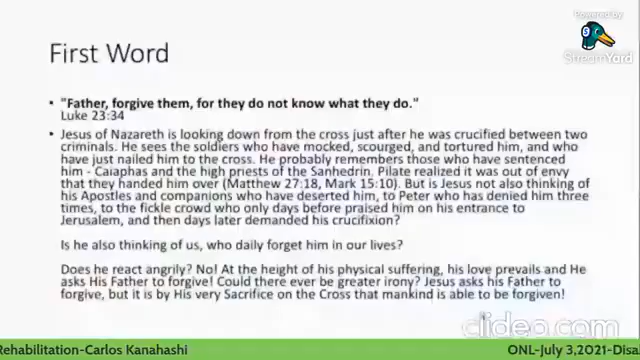 Powered by
StreamYard
First Word
• "Father, forgive them, for they do not know what they do."
Luke 23:34
• Jesus of Nazareth is looking down from the cross just after he was crucified between two
criminals. He sees the soldiers who have mocked, scourged, and tortured him, and who
have just nailed him to the cross. He probably remembers those who have sentenced
him - Caiaphas and the high priests of the Sanhedrin. Pilate realized it was out of envy
that they handed him over (Matthew 27:18, Mark 15:10). But is Jesus not also thinking of
his Apostles and companions who have deserted him, to Peter who has denied him three
times, to the fickle crowd who only days before praised him on his entrance to
Jerusalem, and then days later demanded his crucifixion?
Is he also thinking of us, who daily forget him in our lives?
Does he react angrily? No! At the height of his physical suffering, his love prevails and He
asks His Father to forgive! Could there ever be greater irony? Jesus asks his Father to
forgive, but it is by His very Sacrifice on the Cross that mankind is able to be forgiven!
clideo.com
Rehabilitation-Carlos Kanahashi ONL-July 3,2021-Disa